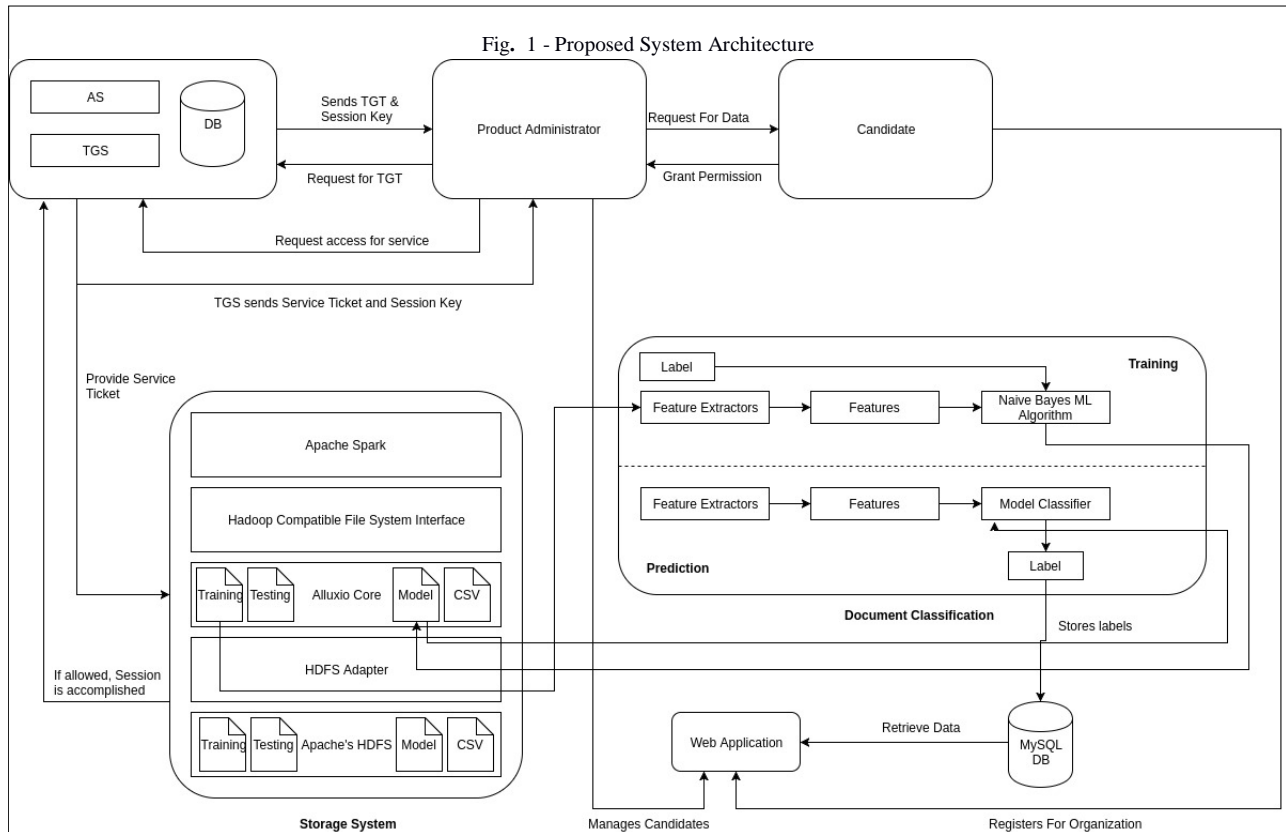 Fig. 1 - Proposed System Architecture
AS
TGS
DB
Sends TGT &
Session Key
Request for TGT
Product Administrator
Request For Data
Grant Permission
Candidate
Request access for service
TGS sends Service Ticket and Session Key
Provide Service
Ticket
Label
Training
Feature Extractors
Features
Naive Bayes ML
Algorithm
Apache Spark
Hadoop Compatible File System Interface
Feature Extractors
Features
Model Classifier
Label
Prediction
Training
Testing
Alluxio Core
Model
CSV
Document Classification
Stores labels
HDFS Adapter
If allowed, Session
is accomplished
Training
Testing
Apache's HDFS
Model
CSV
Web Application
Retrieve Data
MySQL
DB
Storage System
Manages Candidates
Registers For Organization